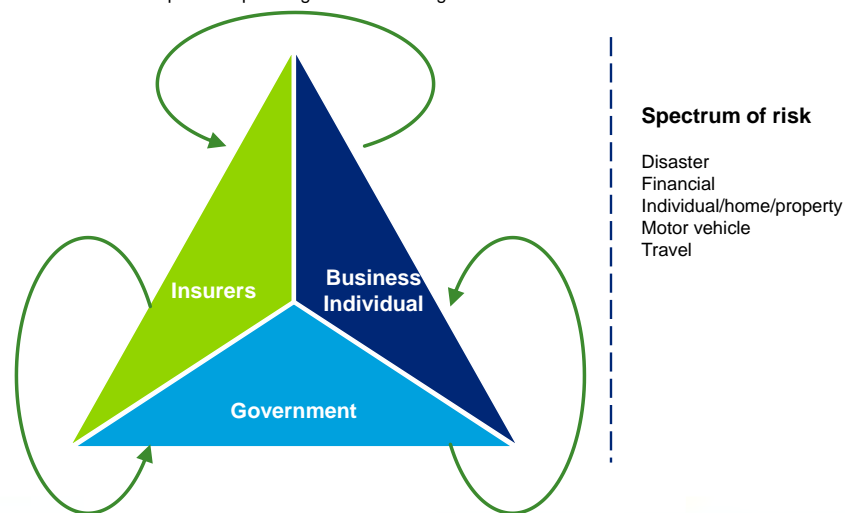 Insurers
Business
Individual
Government
Spectrum of risk
Disaster
Financial
Individual/home/property
Motor vehicle
Travel